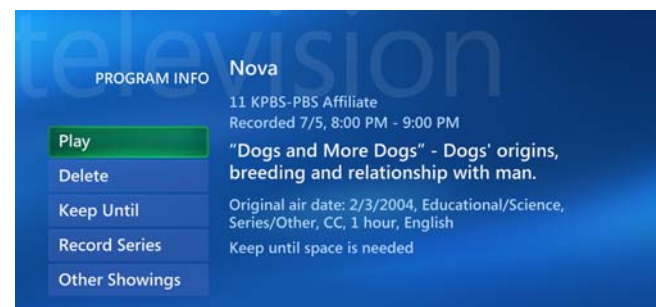 television
PROGRAM INFO
Nova
11 KPBS-PBS Affiliate
Recorded 7/5, 8:00 PM - 9:00 PM
Play
Delete
Keep Until
Record Series
Other Showings
“Dogs and More Dogs” - Dogs' origins,
breeding and relationship with man.
Original air date: 2/3/2004, Educational/Science,
Series/Other, CC, 1 hour, English
Keep until space is needed